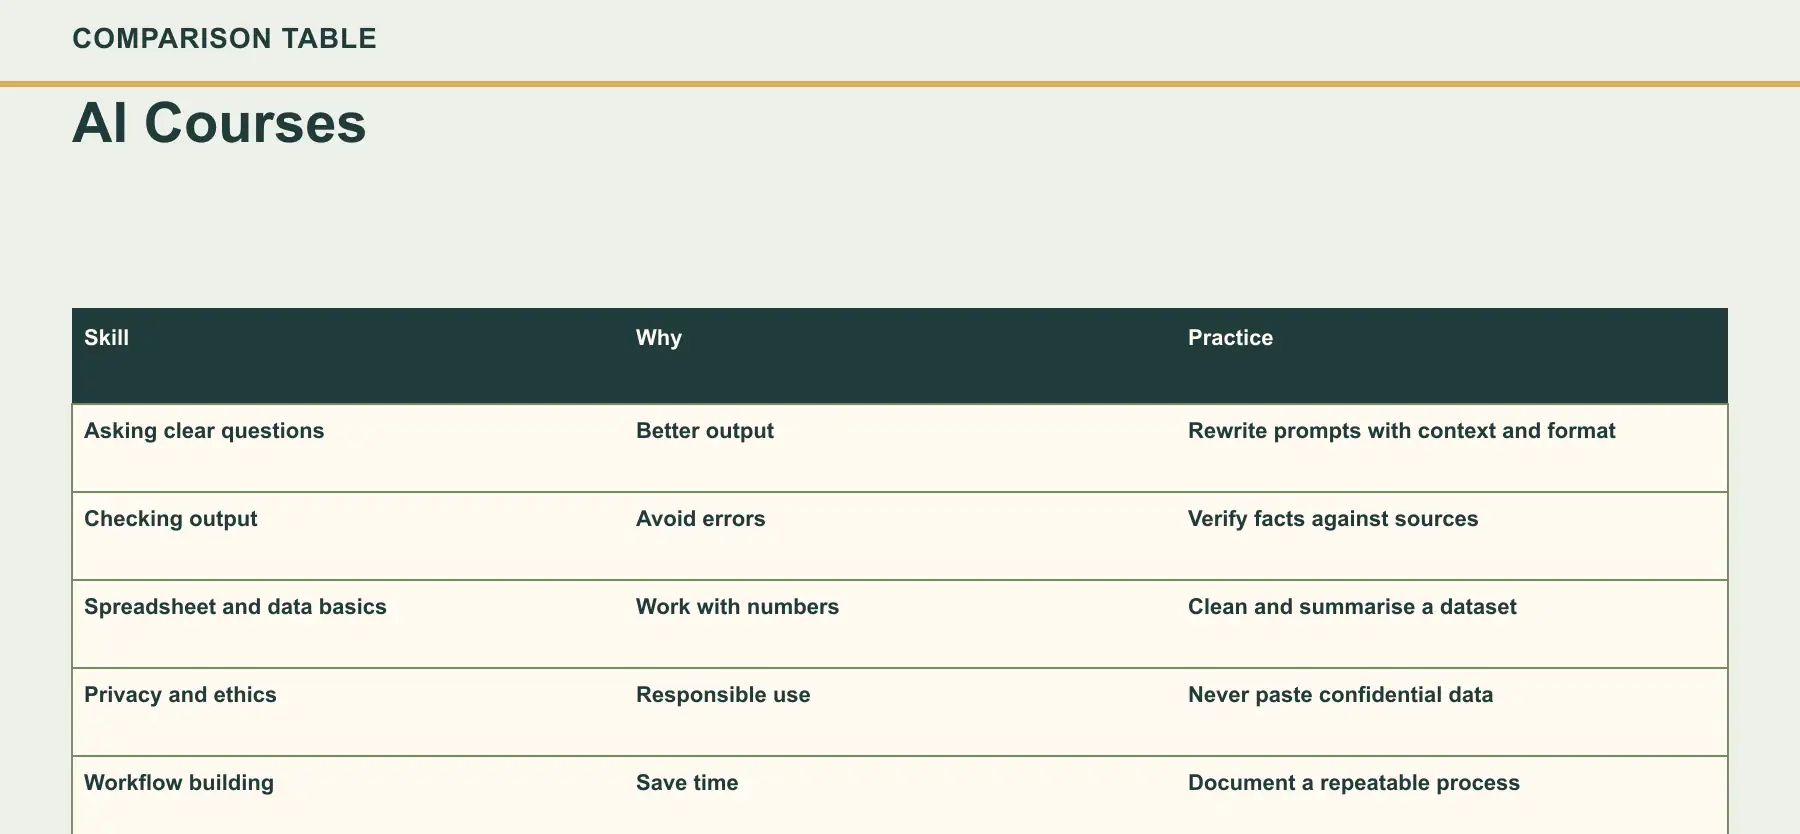 COMPARISON TABLE
AI Courses
Skill Why Practice
Asking clear questions Better output Rewrite prompts with context and format
Checking output Avoid errors Verify facts against sources
Spreadsheet and data basics Work with numbers Clean and summarise a dataset
Privacy and ethics Responsible use Never paste confidential data
Workflow building Save time Document a repeatable process